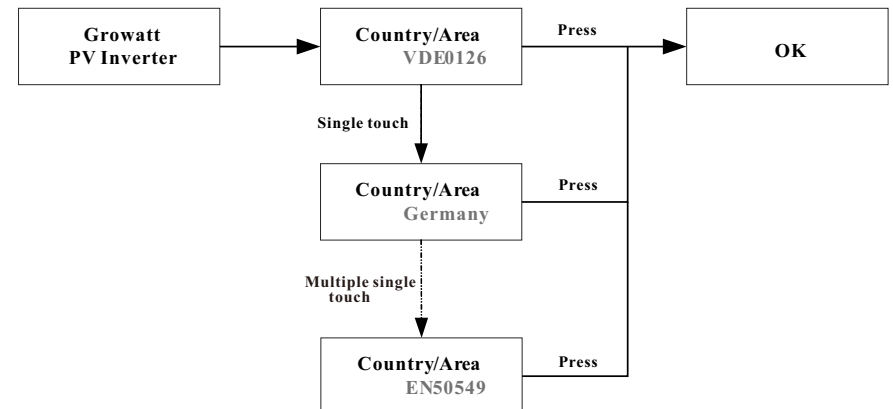 Growatt
PV Inverter
Country/Area
VDE0126
Press
OK
Single touch
Country/Area
Germany
Press
Multiple single
touch
Country/Area
EN50549
Press